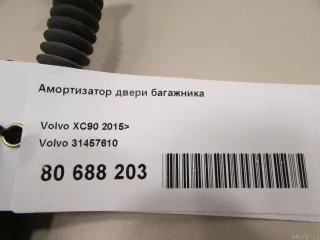 Амортизатор двери багажника
Volvo XC90 2015>
Volvo 31457610
80 688 203